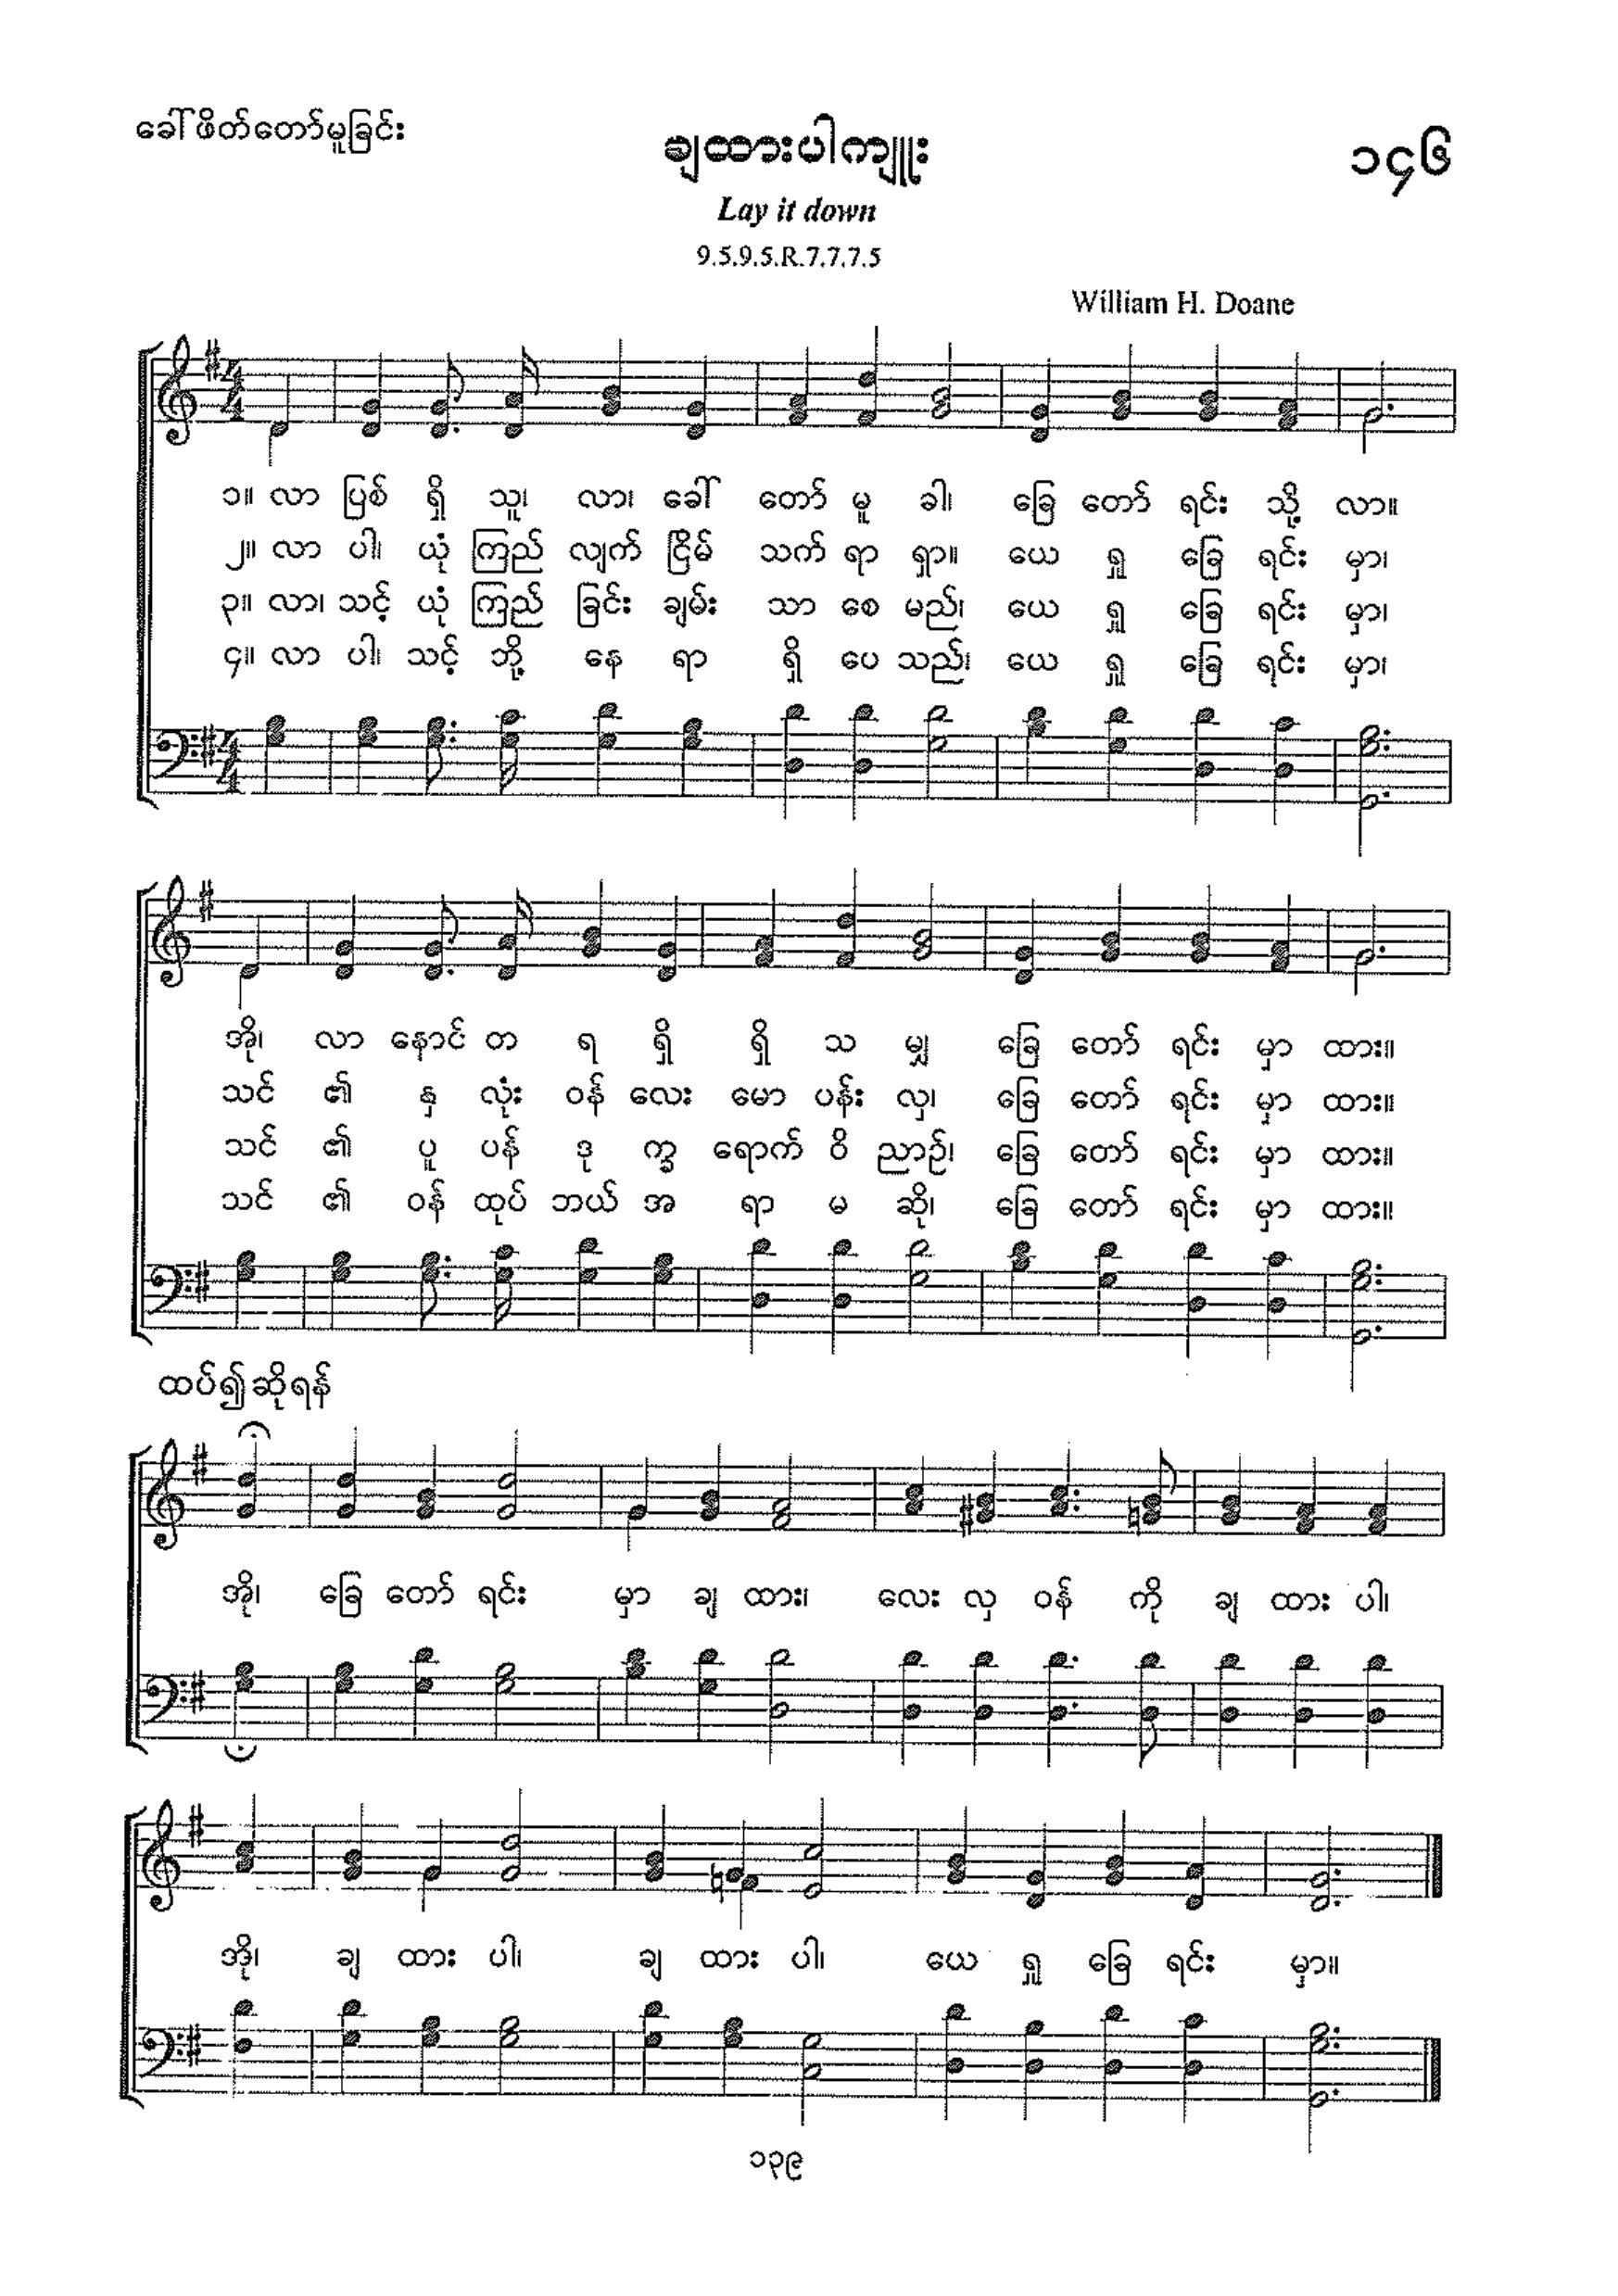 ခေါ်ဖိတ်တော်မူခြင်း
ချထားပါကျူး
၁၄၆
Lay it down
9.5.9.5.R.7.7.7.5
William H. Doane
၁။ လာ ပြစ် ရှိ သူ၊ လာ၊ ခေါ် တော် မူ ခါ၊ ခြေ တော် ရင်း သို့ လာ။
၂။ လာ ပါ၊ ယုံ ကြည် လျက် ငြိမ် သက် ရာ ရှာ။ ယေ ရှု ခြေ ရင်း မှာ၊
၃။ လာ၊ သင့် ယုံ ကြည် ခြင်း ချမ်း သာ စေ မည်၊ ယေ ရှု ခြေ ရင်း မှာ၊
၄။ လာ ပါ၊ သင့် ဘို့ နေ ရာ ရှိ ပေ သည်၊ ယေ ရှု ခြေ ရင်း မှာ၊
အို၊ လာ နောင် တ ရ ရှိ ရှိ သ မျှ ခြေ တော် ရင်း မှာ ထား။
သင် ၏ နှ လုံး ဝန် လေး မော ပန်း လှ၊ ခြေ တော် ရင်း မှာ ထား။
သင် ၏ ပူ ပန် ဒု က္ခ ရောက် ဝိ ညာဉ်၊ ခြေ တော် ရင်း မှာ ထား။
သင် ၏ ဝန် ထုပ် ဘယ် အ ရာ မ ဆို၊ ခြေ တော် ရင်း မှာ ထား။
ထပ်၍ဆိုရန်
အို၊ ခြေ တော် ရင်း မှာ ချ ထား၊ လေး လှ ဝန် ကို ချ ထား ပါ၊
အို၊ ချ ထား ပါ၊ ချ ထား ပါ၊ ယေ ရှု ခြေ ရင်း မှာ။
၁၃၉